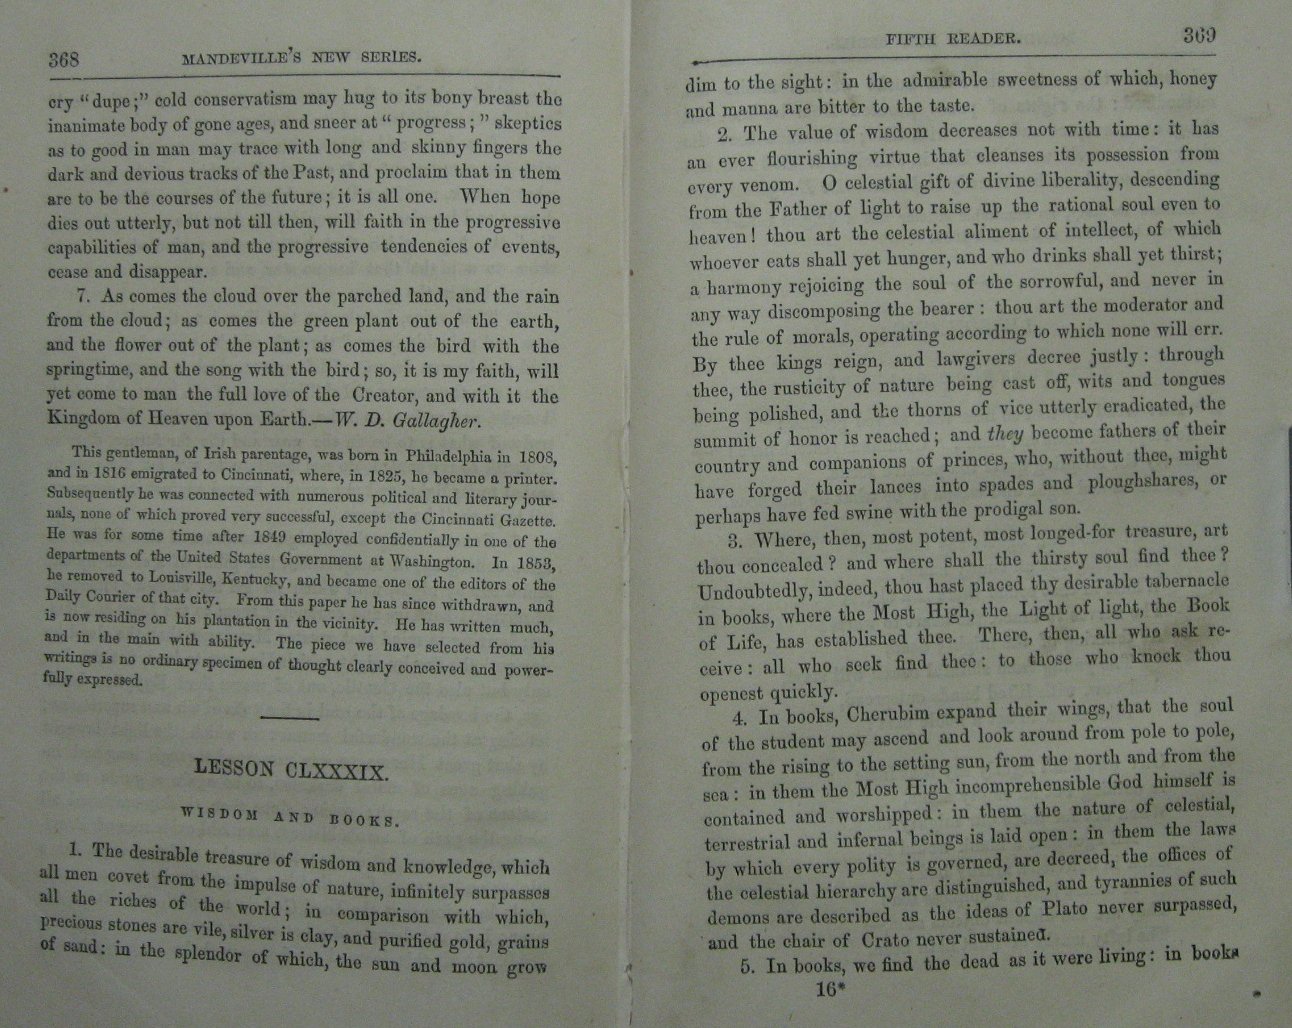 368 MANDEVILLE'S NEW SERIES.
cry "dupe;" cold conservatism may hug to its bony breast the
inanimate body of gone ages, and sneer at "progress;" skeptics
as to good in man may trace with long and skinny fingers the
dark and devious tracks of the Past, and proclaim that in them
are to be the courses of the future; it is all one. When hope
dies out utterly, but not till then, will faith in the progressive
capabilities of man, and the progressive tendencies of events,
cease and disappear.
7. As comes the cloud over the parched land, and the rain
from the cloud; as comes the green plant out of the earth,
and the flower out of the plant; as comes the bird with the
springtime, and the song with the bird; so, it is my faith, will
yet come to man the full love of the Creator, and with it the
Kingdom of Heaven upon Earth.—W. D. Gallagher.
This gentleman, of Irish parentage, was born in Philadelphia in 1808,
and in 1816 emigrated to Cincinnati, where, in 1825, he became a printer.
Subsequently he was connected with numerous political and literary jour-
nals, none of which proved very successful, except the Cincinnati Gazette.
He was for some time after 1849 employed confidentially in one of the
departments of the United States Government at Washington. In 1853,
he removed to Louisville, Kentucky, and became one of the editors of the
Daily Courier of that city. From this paper he has since withdrawn, and
is now residing on his plantation in the vicinity. He has written much,
and in the main with ability. The piece we have selected from his
writings is no ordinary specimen of thought clearly conceived and power-
fully expressed.
LESSON CLXXXIX.
WISDOM AND BOOKS.
1. The desirable treasure of wisdom and knowledge, which
all men covet from the impulse of nature, infinitely surpasses
all the riches of the world; in comparison with which,
precious stones are vile, silver is clay, and purified gold, grains
of sand: in the splendor of which, the sun and moon grow
FIFTH READER. 369
dim to the sight: in the admirable sweetness of which, honey
and manna are bitter to the taste.
2. The value of wisdom decreases not with time: it has
an ever flourishing virtue that cleanses its possession from
every venom. O celestial gift of divine liberality, descending
from the Father of light to raise up the rational soul even to
heaven! thou art the celestial aliment of intellect, of which
whoever eats shall yet hunger, and who drinks shall yet thirst;
a harmony rejoicing the soul of the sorrowful, and never in
any way discomposing the bearer: thou art the moderator and
the rule of morals, operating according to which none will err.
By thee kings reign, and lawgivers decree justly: through
thee, the rusticity of nature being cast off, wits and tongues
being polished, and the thorns of vice utterly eradicated, the
summit of honor is reached; and they become fathers of their
country and companions of princes, who, without thee, might
have forged their lances into spades and ploughshares, or
perhaps have fed swine with the prodigal son.
3. Where, then, most potent, most longed-for treasure, art
thou concealed? and where shall the thirsty soul find thee?
Undoubtedly, indeed, thou hast placed thy desirable tabernacle
in books, where the Most High, the Light of light, the Book
of Life, has established thee. There, then, all who ask re-
ceive: all who seek find thee: to those who knock thou
openest quickly.
4. In books, Cherubim expand their wings, that the soul
of the student may ascend and look around from pole to pole,
from the rising to the setting sun, from the north and from the
sea: in them the Most High incomprehensible God himself is
contained and worshipped: in them the nature of celestial,
terrestrial and infernal beings is laid open: in them the laws
by which every polity is governed, are decreed, the offices of
the celestial hierarchy are distinguished, and tyrannies of such
demons are described as the ideas of Plato never surpassed,
and the chair of Crato never sustained.
5. In books, we find the dead as it were living: in books
16*